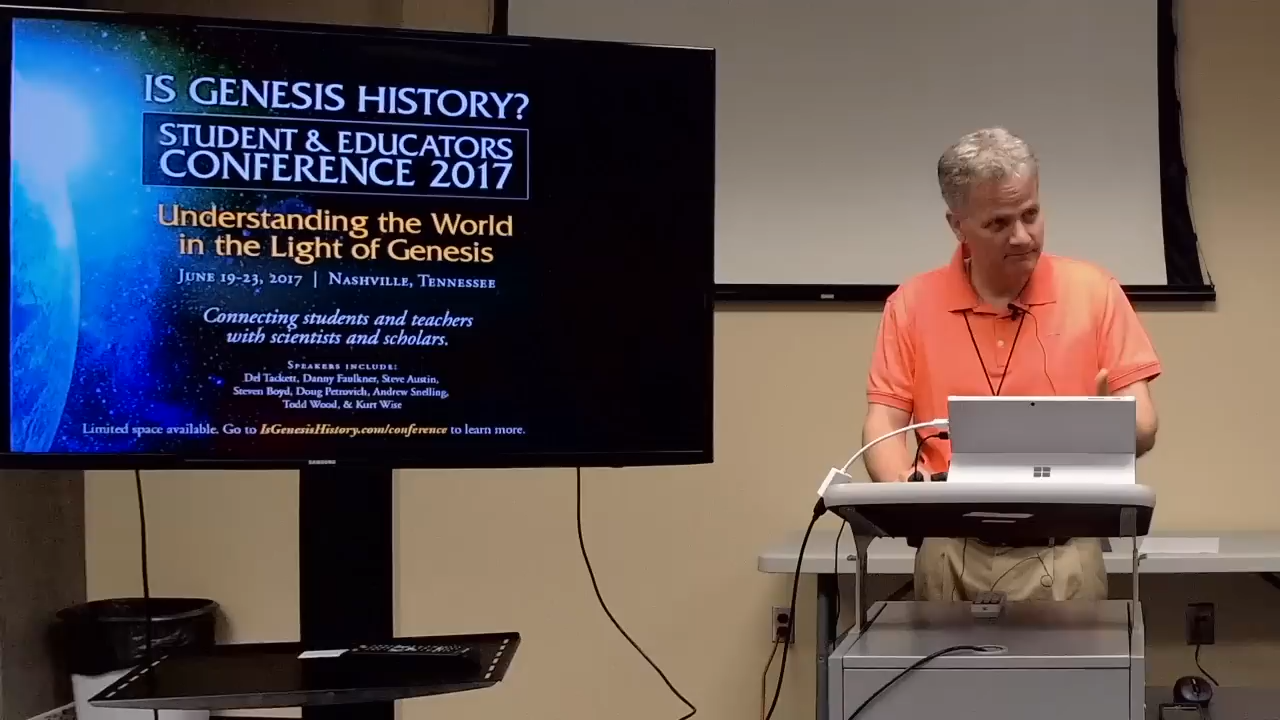 IS GENESIS HISTORY?
STUDENT & EDUCATORS
CONFERENCE 2017
Understanding the World
in the Light of Genesis
JUNE 19-23, 2017 | NASHVILLE, TENNESSEE
Connecting students and teachers
with scientists and scholars.
SPEAKERS INCLUDE:
Del Tackett, Danny Faulkner, Steve Austin,
Steven Boyd, Doug Petrovich, Andrew Snelling,
Todd Wood, & Kurt Wise
Limited space available. Go to IsGenesisHistory.com/conference to learn more.
SAMSUNG